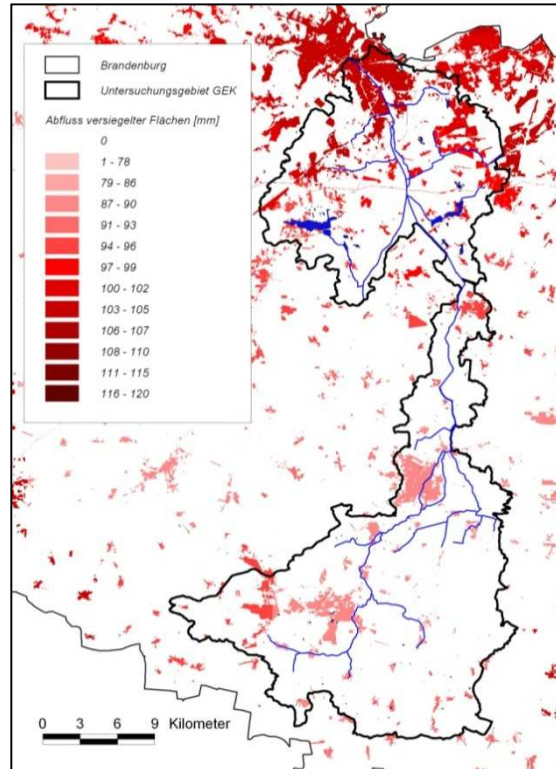 Brandenburg
Untersuchungsgebiet GEK
Abfluss versiegelter Flächen [mm]
0
1 - 78
79 - 86
87 - 90
91 - 93
94 - 96
97 - 99
100 - 102
103 - 105
106 - 107
108 - 110
111 - 115
116 - 120
0 3 6 9 Kilometer